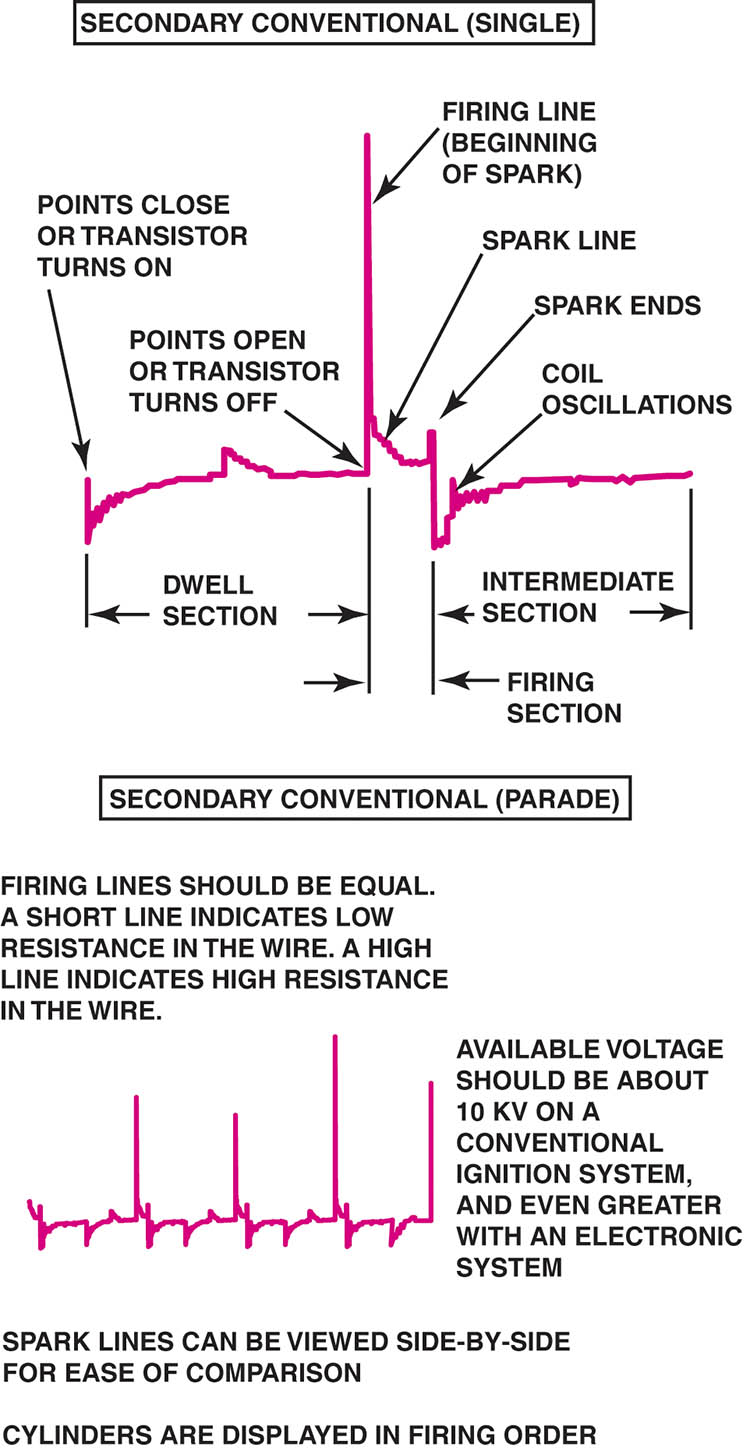 SECONDARY CONVENTIONAL (SINGLE)
FIRING LINE
(BEGINNING
OF SPARK)
POINTS CLOSE
OR TRANSISTOR
TURNS ON
SPARK LINE
SPARK ENDS
POINTS OPEN
OR TRANSISTOR
TURNS OFF
COIL
OSCILLATIONS
DWELL
SECTION
INTERMEDIATE
SECTION
FIRING
SECTION
SECONDARY CONVENTIONAL (PARADE)
FIRING LINES SHOULD BE EQUAL.
A SHORT LINE INDICATES LOW
RESISTANCE IN THE WIRE. A HIGH
LINE INDICATES HIGH RESISTANCE
IN THE WIRE.
AVAILABLE VOLTAGE
SHOULD BE ABOUT
10 KV ON A
CONVENTIONAL
IGNITION SYSTEM,
AND EVEN GREATER
WITH AN ELECTRONIC
SYSTEM
SPARK LINES CAN BE VIEWED SIDE-BY-SIDE
FOR EASE OF COMPARISON
CYLINDERS ARE DISPLAYED IN FIRING ORDER